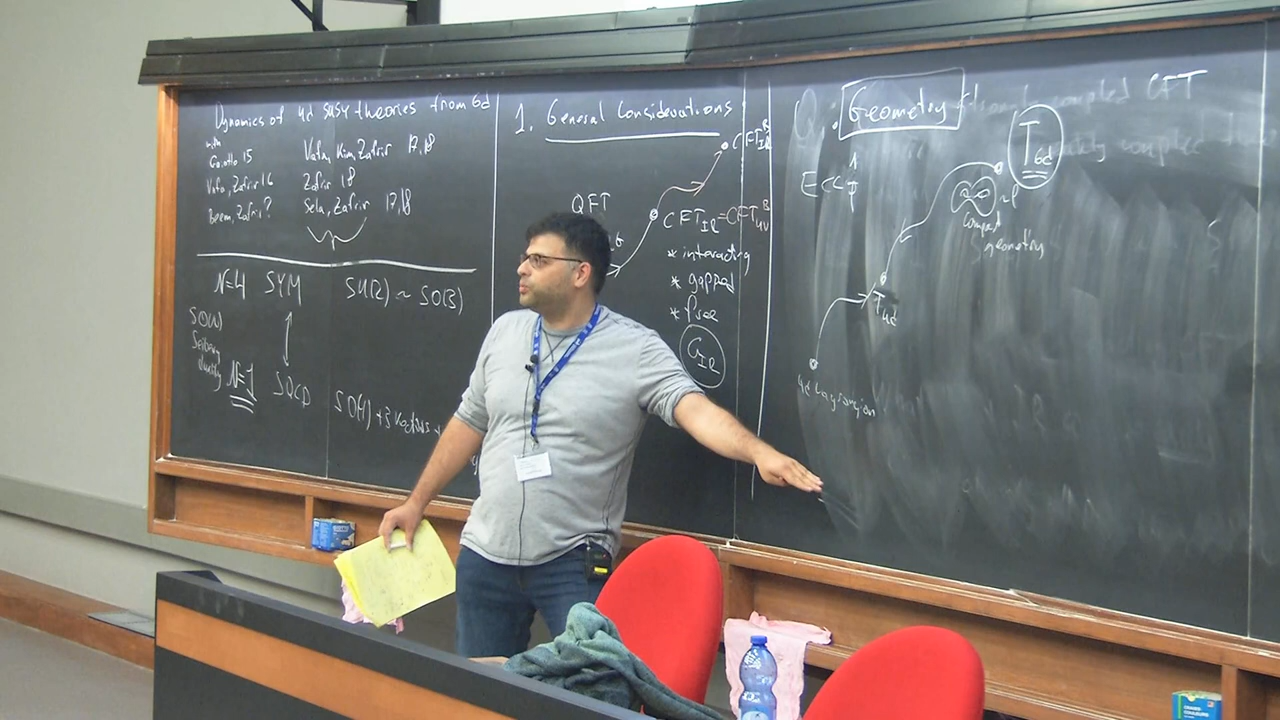 Dynamics of 4d SUSY theories from 6d
with
Gaiotto 15
Vafa, Zafrir 16
Beem, Zafrir?
Vafa, Kim, Zafrir 17,18
Zafrir 18
Sela, Zafrir 17,18
N=4 SYM SU(2) ~ SO(3)
SO(N)
Seiberg
duality
N=1 SQCD SO(4) + 3 vectors +
1. General Considerations
QFT
CFT_IR^B
CFT_IR = CFT_UV^B
* interacting
* gapped
* free
G_IR
Geometry
coupled CFT
T_6d
compact
geometry
T_4d
4d Lagrangian